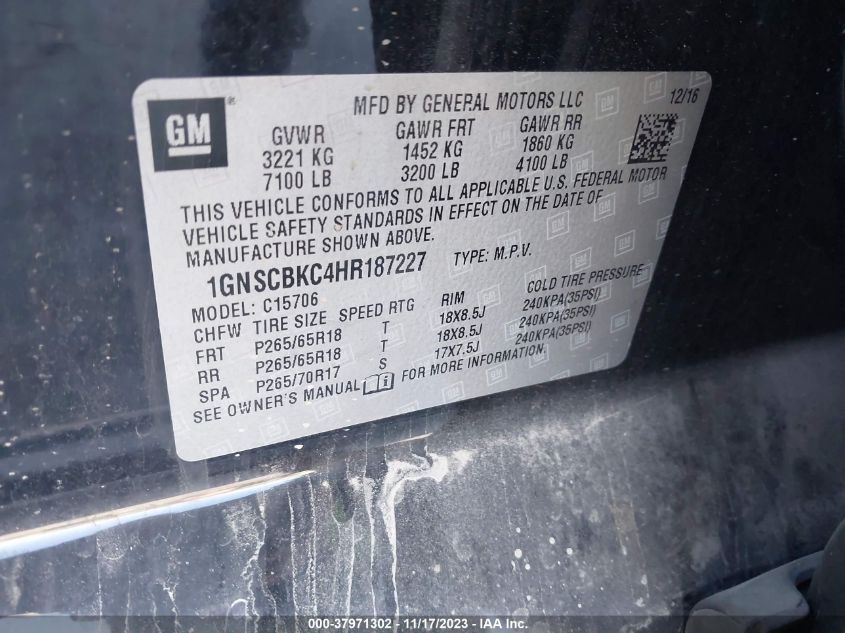 GM®
MFD BY GENERAL MOTORS LLC 12/16
GVWR GAWR FRT GAWR RR
3221 KG 1452 KG 1860 KG
7100 LB 3200 LB 4100 LB
THIS VEHICLE CONFORMS TO ALL APPLICABLE U.S. FEDERAL MOTOR
VEHICLE SAFETY STANDARDS IN EFFECT ON THE DATE OF
MANUFACTURE SHOWN ABOVE.
1GNSCBKC4HR187227 TYPE: M.P.V.
MODEL: C15706
CHFW TIRE SIZE SPEED RTG RIM COLD TIRE PRESSURE
FRT P265/65R18 T 18X8.5J 240KPA(35PSI)
RR P265/65R18 T 18X8.5J 240KPA(35PSI)
SPA P265/70R17 S 17X7.5J 240KPA(35PSI)
SEE OWNER'S MANUAL FOR MORE INFORMATION.
000-37971302 - 11/17/2023 - IAA Inc.